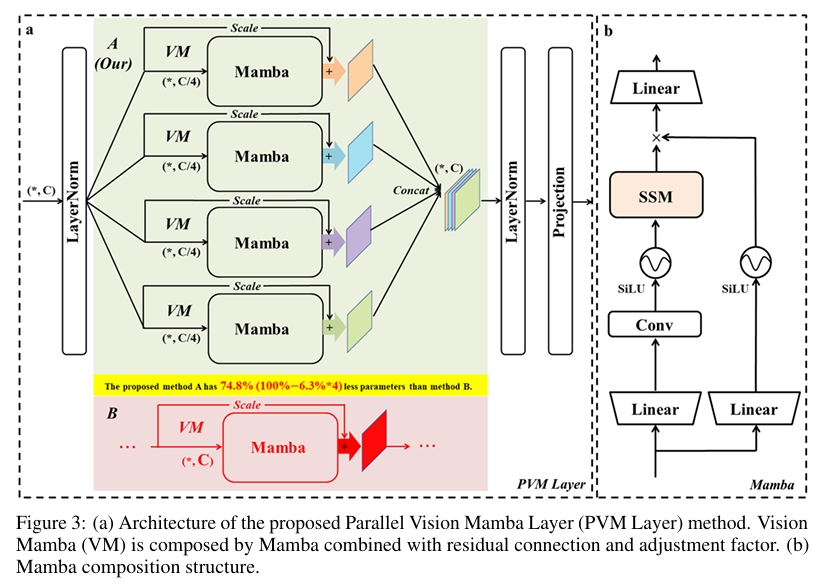 a
A
(Our)
VM
Scale
(*, C/4)
Mamba
+
VM
Scale
(*, C/4)
Mamba
+
VM
Scale
(*, C/4)
Mamba
+
VM
Scale
(*, C/4)
Mamba
+
(*, C)
LayerNorm
(*, C)
Concat
LayerNorm
Projection
The proposed method A has 74.8% (100%−6.3%*4) less parameters than method B.
B
Scale
VM
...
(*, C)
Mamba
+
...
PVM Layer
b
Linear
×
SSM
SiLU
SiLU
Conv
Linear
Linear
Mamba
Figure 3: (a) Architecture of the proposed Parallel Vision Mamba Layer (PVM Layer) method. Vision
Mamba (VM) is composed by Mamba combined with residual connection and adjustment factor. (b)
Mamba composition structure.